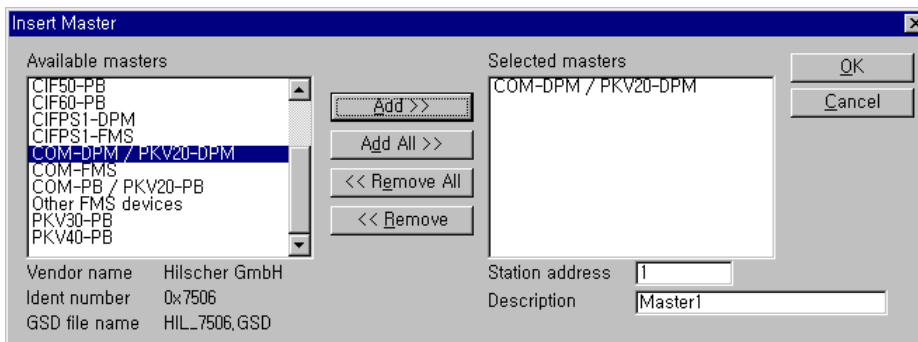 Insert Master
Available masters
CIF50-PB
CIF60-PB
CIFPS1-DPM
CIFPS1-FMS
COM-DPM / PKV20-DPM
COM-FMS
COM-PB / PKV20-PB
Other FMS devices
PKV30-PB
PKV40-PB
Add >>
Add All >>
<< Remove All
<< Remove
Selected masters
COM-DPM / PKV20-DPM
OK
Cancel
Vendor name Hilscher GmbH
Ident number 0x7506
GSD file name HIL_7506.GSD
Station address 1
Description Master1